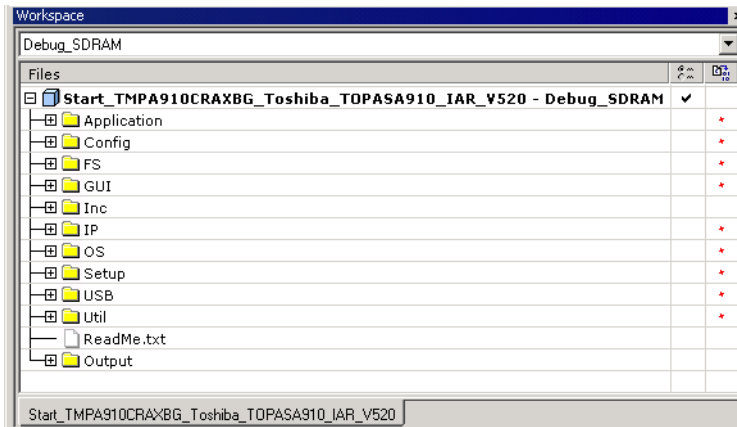 Workspace
Debug_SDRAM
Files
Start_TMPA910CRAXBG_Toshiba_TOPASA910_IAR_V520 - Debug_SDRAM
Application
Config
FS
GUI
Inc
IP
OS
Setup
USB
Util
ReadMe.txt
Output
Start_TMPA910CRAXBG_Toshiba_TOPASA910_IAR_V520